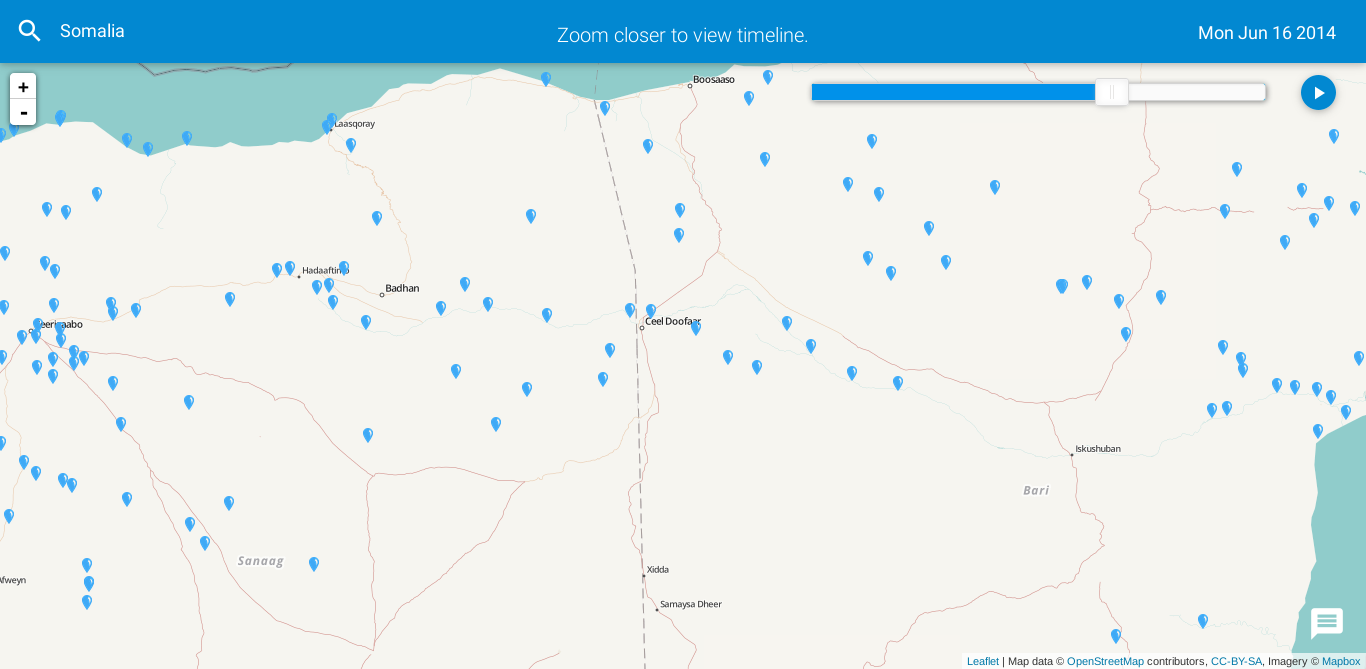 Somalia
Zoom closer to view timeline.
Mon Jun 16 2014
+
-
Boosaaso
Laasqoray
Badhan
Ceel Doofaar
Iskushuban
Bari
Sanaag
Xidda
Samaysa Dheer
Leaflet | Map data © OpenStreetMap contributors, CC-BY-SA, Imagery © Mapbox